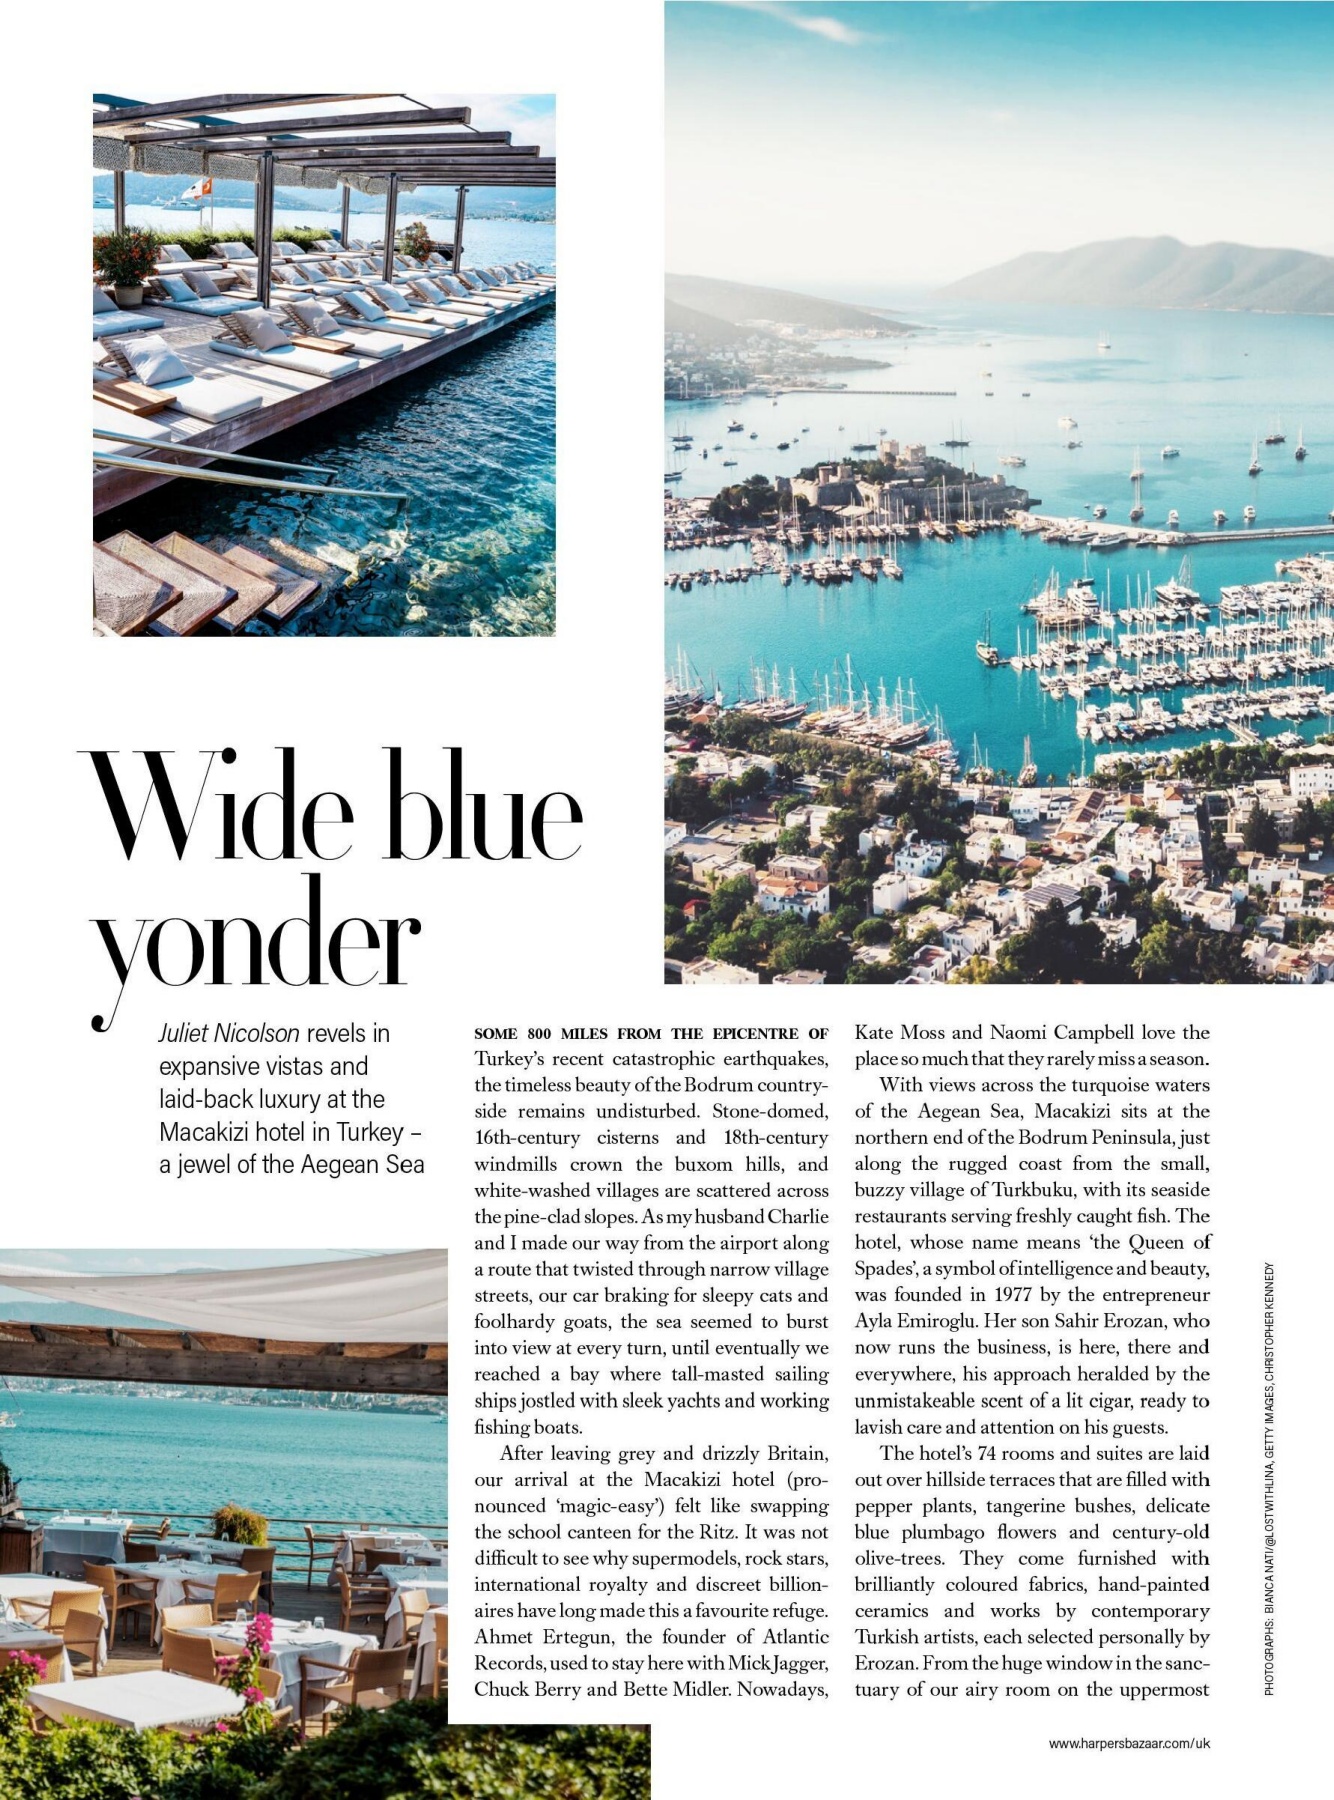 Wide blue
yonder
Juliet Nicolson revels in
expansive vistas and
laid-back luxury at the
Macakizi hotel in Turkey –
a jewel of the Aegean Sea
SOME 800 MILES FROM THE EPICENTRE OF
Turkey's recent catastrophic earthquakes,
the timeless beauty of the Bodrum country-
side remains undisturbed. Stone-domed,
16th-century cisterns and 18th-century
windmills crown the buxom hills, and
white-washed villages are scattered across
the pine-clad slopes. As my husband Charlie
and I made our way from the airport along
a route that twisted through narrow village
streets, our car braking for sleepy cats and
foolhardy goats, the sea seemed to burst
into view at every turn, until eventually we
reached a bay where tall-masted sailing
ships jostled with sleek yachts and working
fishing boats.
After leaving grey and drizzly Britain,
our arrival at the Macakizi hotel (pro-
nounced 'magic-easy') felt like swapping
the school canteen for the Ritz. It was not
difficult to see why supermodels, rock stars,
international royalty and discreet billion-
aires have long made this a favourite refuge.
Ahmet Ertegun, the founder of Atlantic
Records, used to stay here with Mick Jagger,
Chuck Berry and Bette Midler. Nowadays,
Kate Moss and Naomi Campbell love the
place so much that they rarely miss a season.
With views across the turquoise waters
of the Aegean Sea, Macakizi sits at the
northern end of the Bodrum Peninsula, just
along the rugged coast from the small,
buzzy village of Turkbuku, with its seaside
restaurants serving freshly caught fish. The
hotel, whose name means 'the Queen of
Spades', a symbol of intelligence and beauty,
was founded in 1977 by the entrepreneur
Ayla Emiroglu. Her son Sahir Erozan, who
now runs the business, is here, there and
everywhere, his approach heralded by the
unmistakeable scent of a lit cigar, ready to
lavish care and attention on his guests.
The hotel's 74 rooms and suites are laid
out over hillside terraces that are filled with
pepper plants, tangerine bushes, delicate
blue plumbago flowers and century-old
olive-trees. They come furnished with
brilliantly coloured fabrics, hand-painted
ceramics and works by contemporary
Turkish artists, each selected personally by
Erozan. From the huge window in the sanc-
tuary of our airy room on the uppermost
PHOTOGRAPHS: BIANCA NATI/@LOSTWITHLINA, GETTY IMAGES, CHRISTOPHER KENNEDY
www.harpersbazaar.com/uk